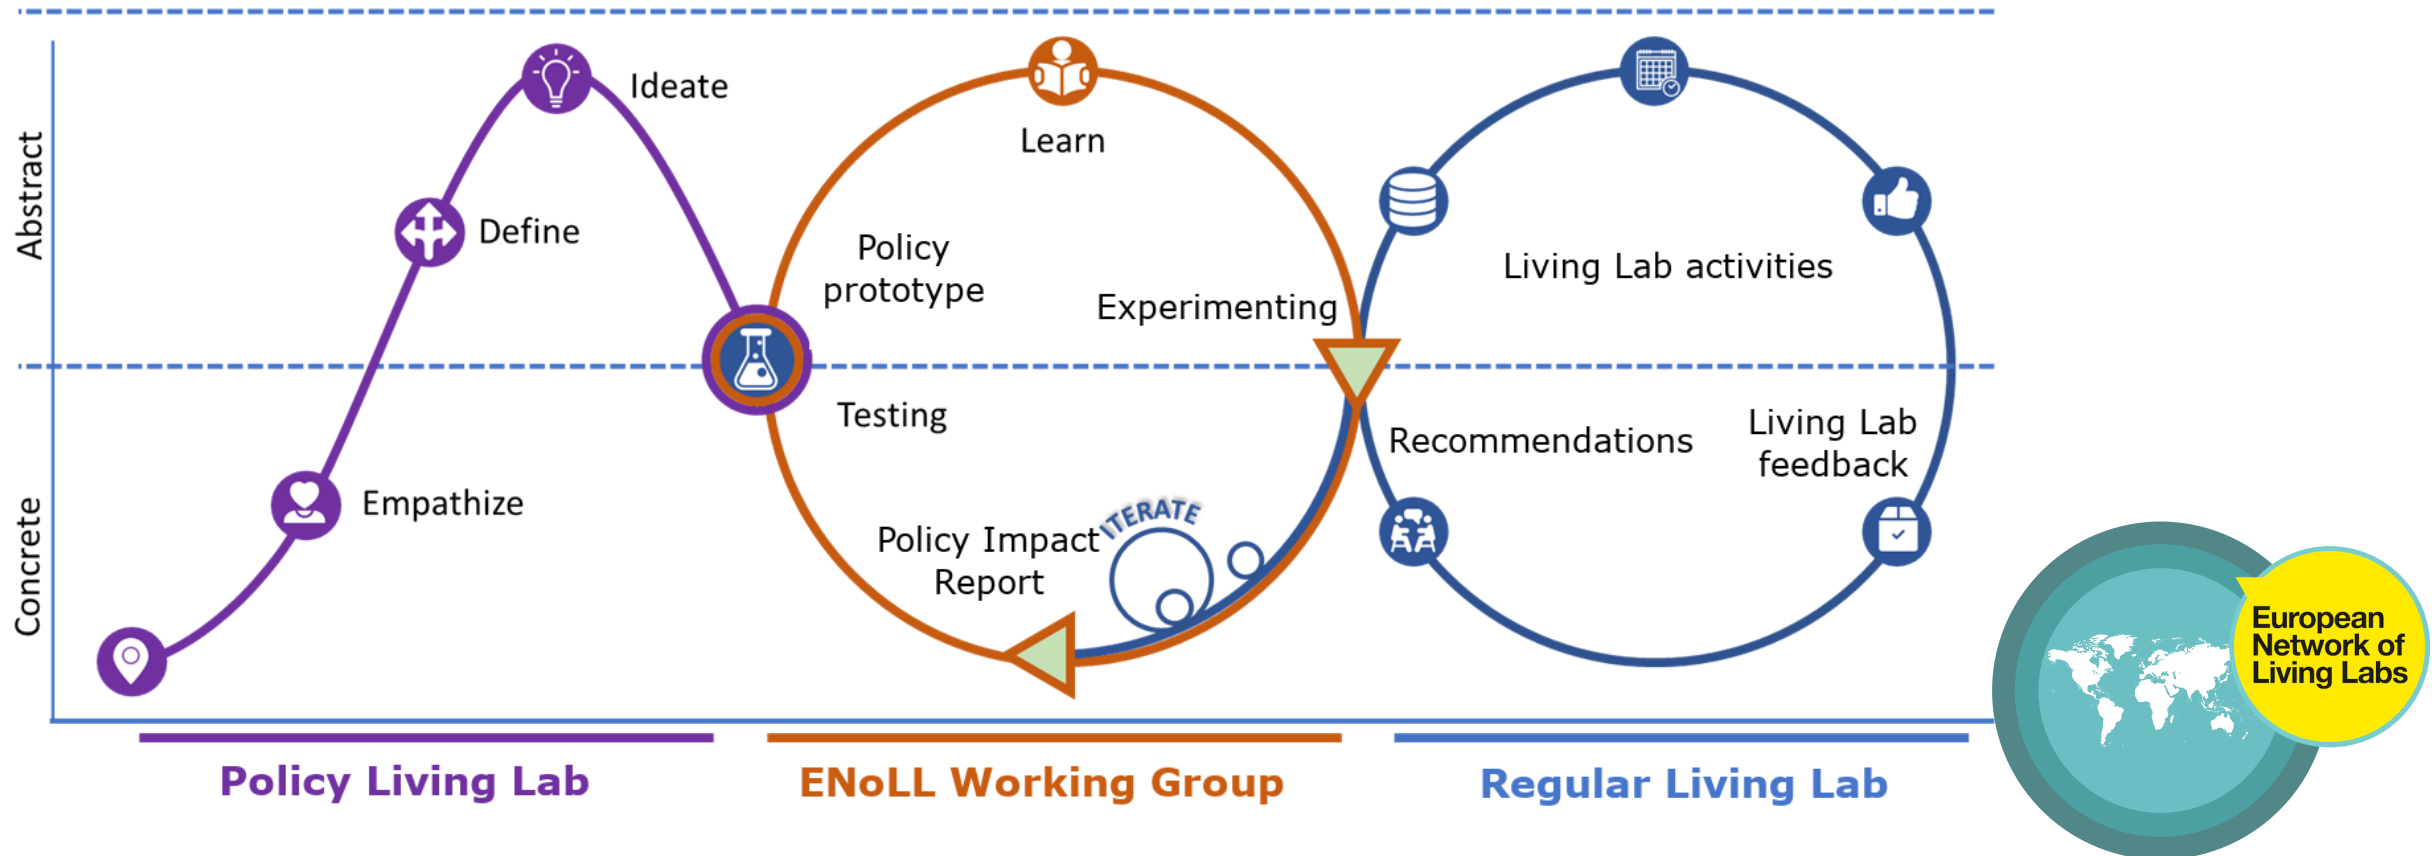 Abstract
Concrete
Ideate
Define
Empathize
Learn
Policy
prototype
Experimenting
Testing
Policy Impact
Report
ITERATE
Living Lab activities
Recommendations
Living Lab
feedback
Policy Living Lab
ENoLL Working Group
Regular Living Lab
European
Network of
Living Labs